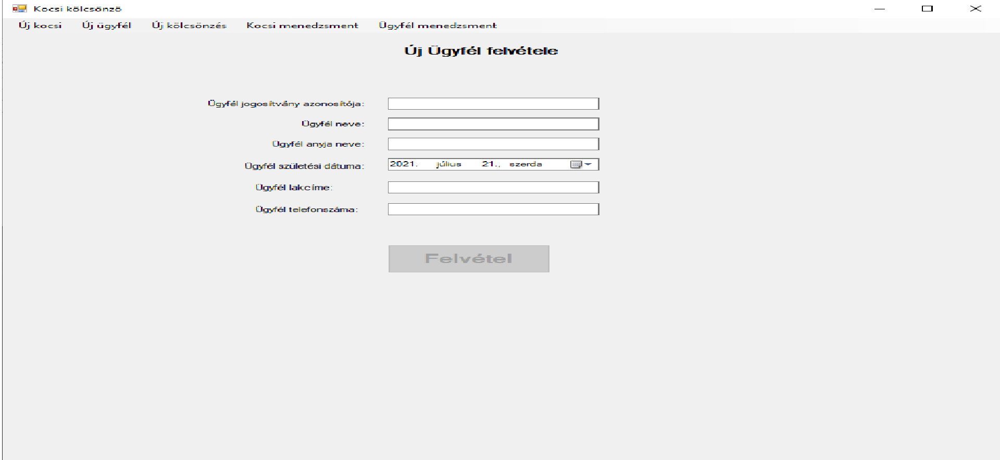 Kocsi kölcsönző
Új kocsi Új ügyfél Új kölcsönzés Kocsi menedzsment Ügyfél menedzsment
Új Ügyfél felvétele
Ügyfél jogosítvány azonosítója:
Ügyfél neve:
Ügyfél anyja neve:
Ügyfél születési dátuma: 2021. július 21., szerda
Ügyfél lakcíme:
Ügyfél telefonszáma:
Felvétel